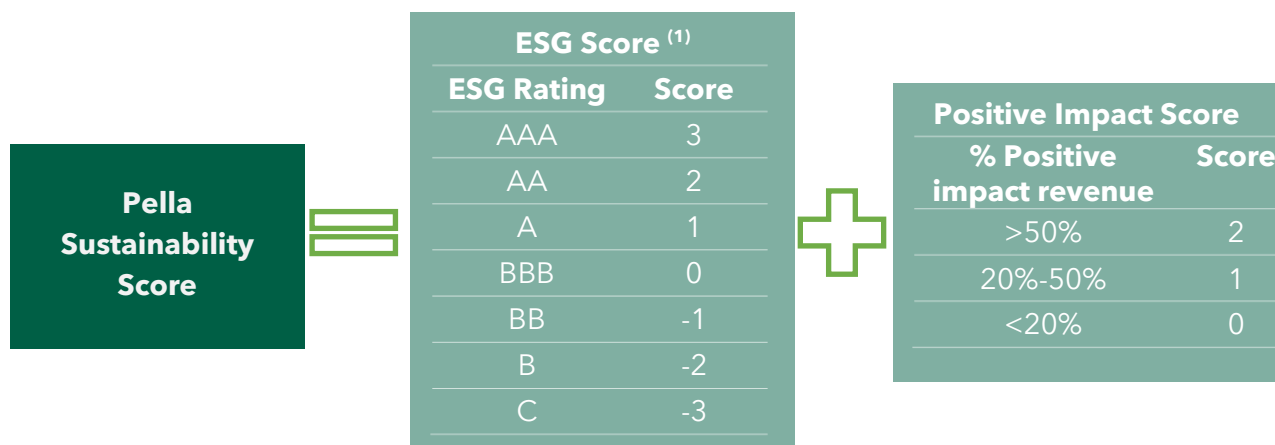 Pella
Sustainability
Score
ESG Score ⁽¹⁾
ESG Rating Score
AAA 3
AA 2
A 1
BBB 0
BB -1
B -2
C -3
Positive Impact Score
% Positive
impact revenue Score
>50% 2
20%-50% 1
<20% 0